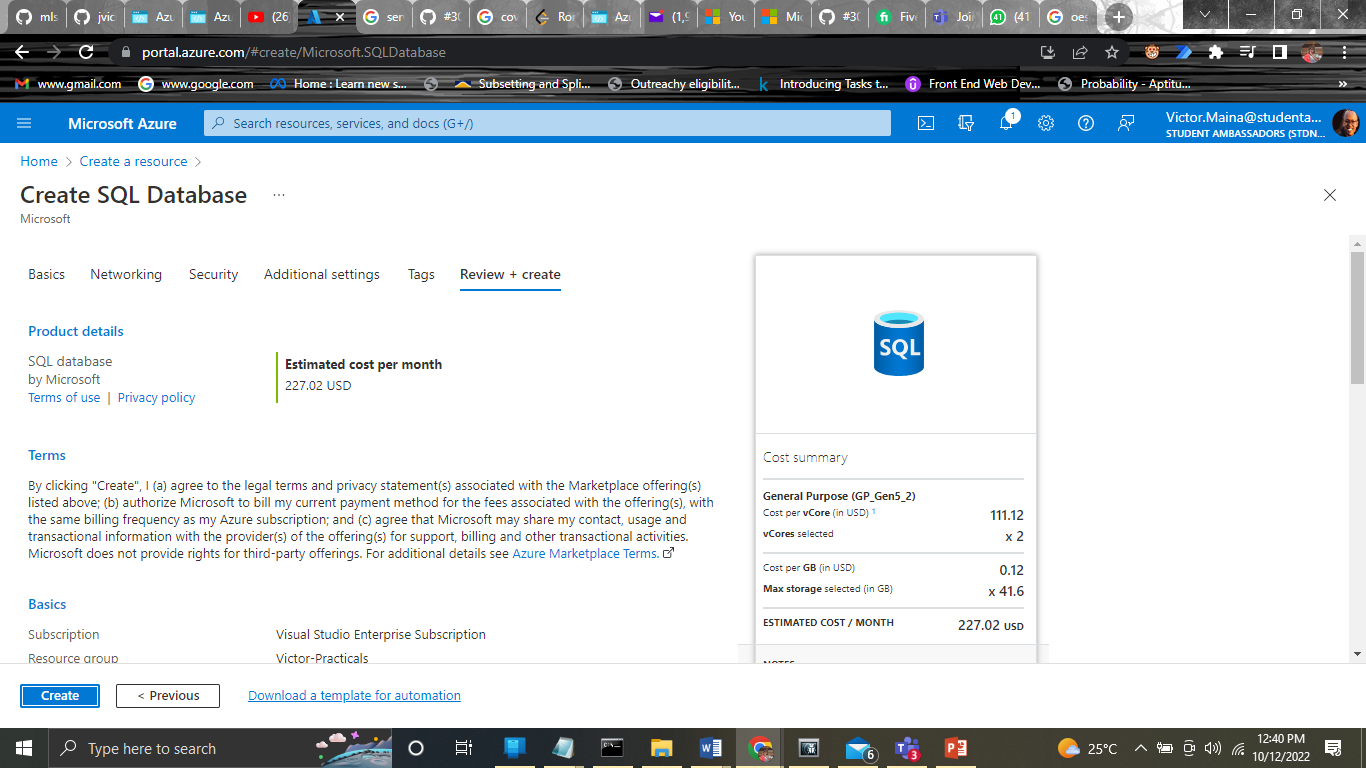 mls
jvic
Azu
Azu
(26
ser
#30
cov
Ro
Azu
(1,9
You
Mic
#30
Five
Joi
(41
oes
portal.azure.com/#create/Microsoft.SQLDatabase
www.gmail.com
www.google.com
Home : Learn new s...
Subsetting and Spli...
Outreachy eligibilit...
Introducing Tasks t...
Front End Web Dev...
Probability - Aptitu...
»
Microsoft Azure
Search resources, services, and docs (G+/)
1
Victor.Maina@studenta...
STUDENT AMBASSADORS (STDN...
Home > Create a resource >
Create SQL Database ...
Microsoft
Basics Networking Security Additional settings Tags Review + create
Product details
SQL database
by Microsoft
Terms of use | Privacy policy
Estimated cost per month
227.02 USD
Terms
By clicking "Create", I (a) agree to the legal terms and privacy statement(s) associated with the Marketplace offering(s)
listed above; (b) authorize Microsoft to bill my current payment method for the fees associated with the offering(s), with
the same billing frequency as my Azure subscription; and (c) agree that Microsoft may share my contact, usage and
transactional information with the provider(s) of the offering(s) for support, billing and other transactional activities.
Microsoft does not provide rights for third-party offerings. For additional details see Azure Marketplace Terms.
Basics
Subscription Visual Studio Enterprise Subscription
Resource group Victor-Practicals
SQL
Cost summary
General Purpose (GP_Gen5_2)
Cost per vCore (in USD) 1 111.12
vCores selected x 2
Cost per GB (in USD) 0.12
Max storage selected (in GB) x 41.6
ESTIMATED COST / MONTH 227.02 USD
NOTES
Create
< Previous
Download a template for automation
Type here to search
6
3
25°C
12:40 PM
10/12/2022